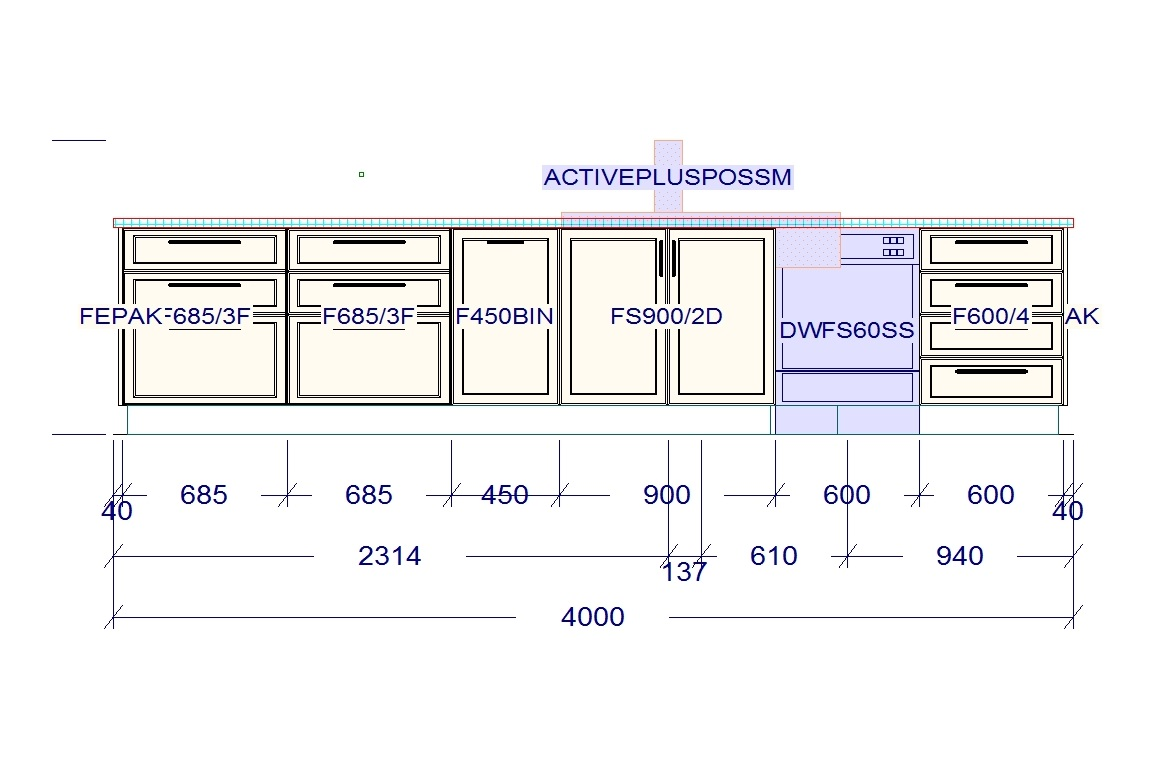 ACTIVEPLUSPOSSM
FEPAK F685/3F F685/3F F450BIN FS900/2D F600/4 AK
DWFS60SS
685 685 450 900 600 600
40 40
2314 610 940
137
4000